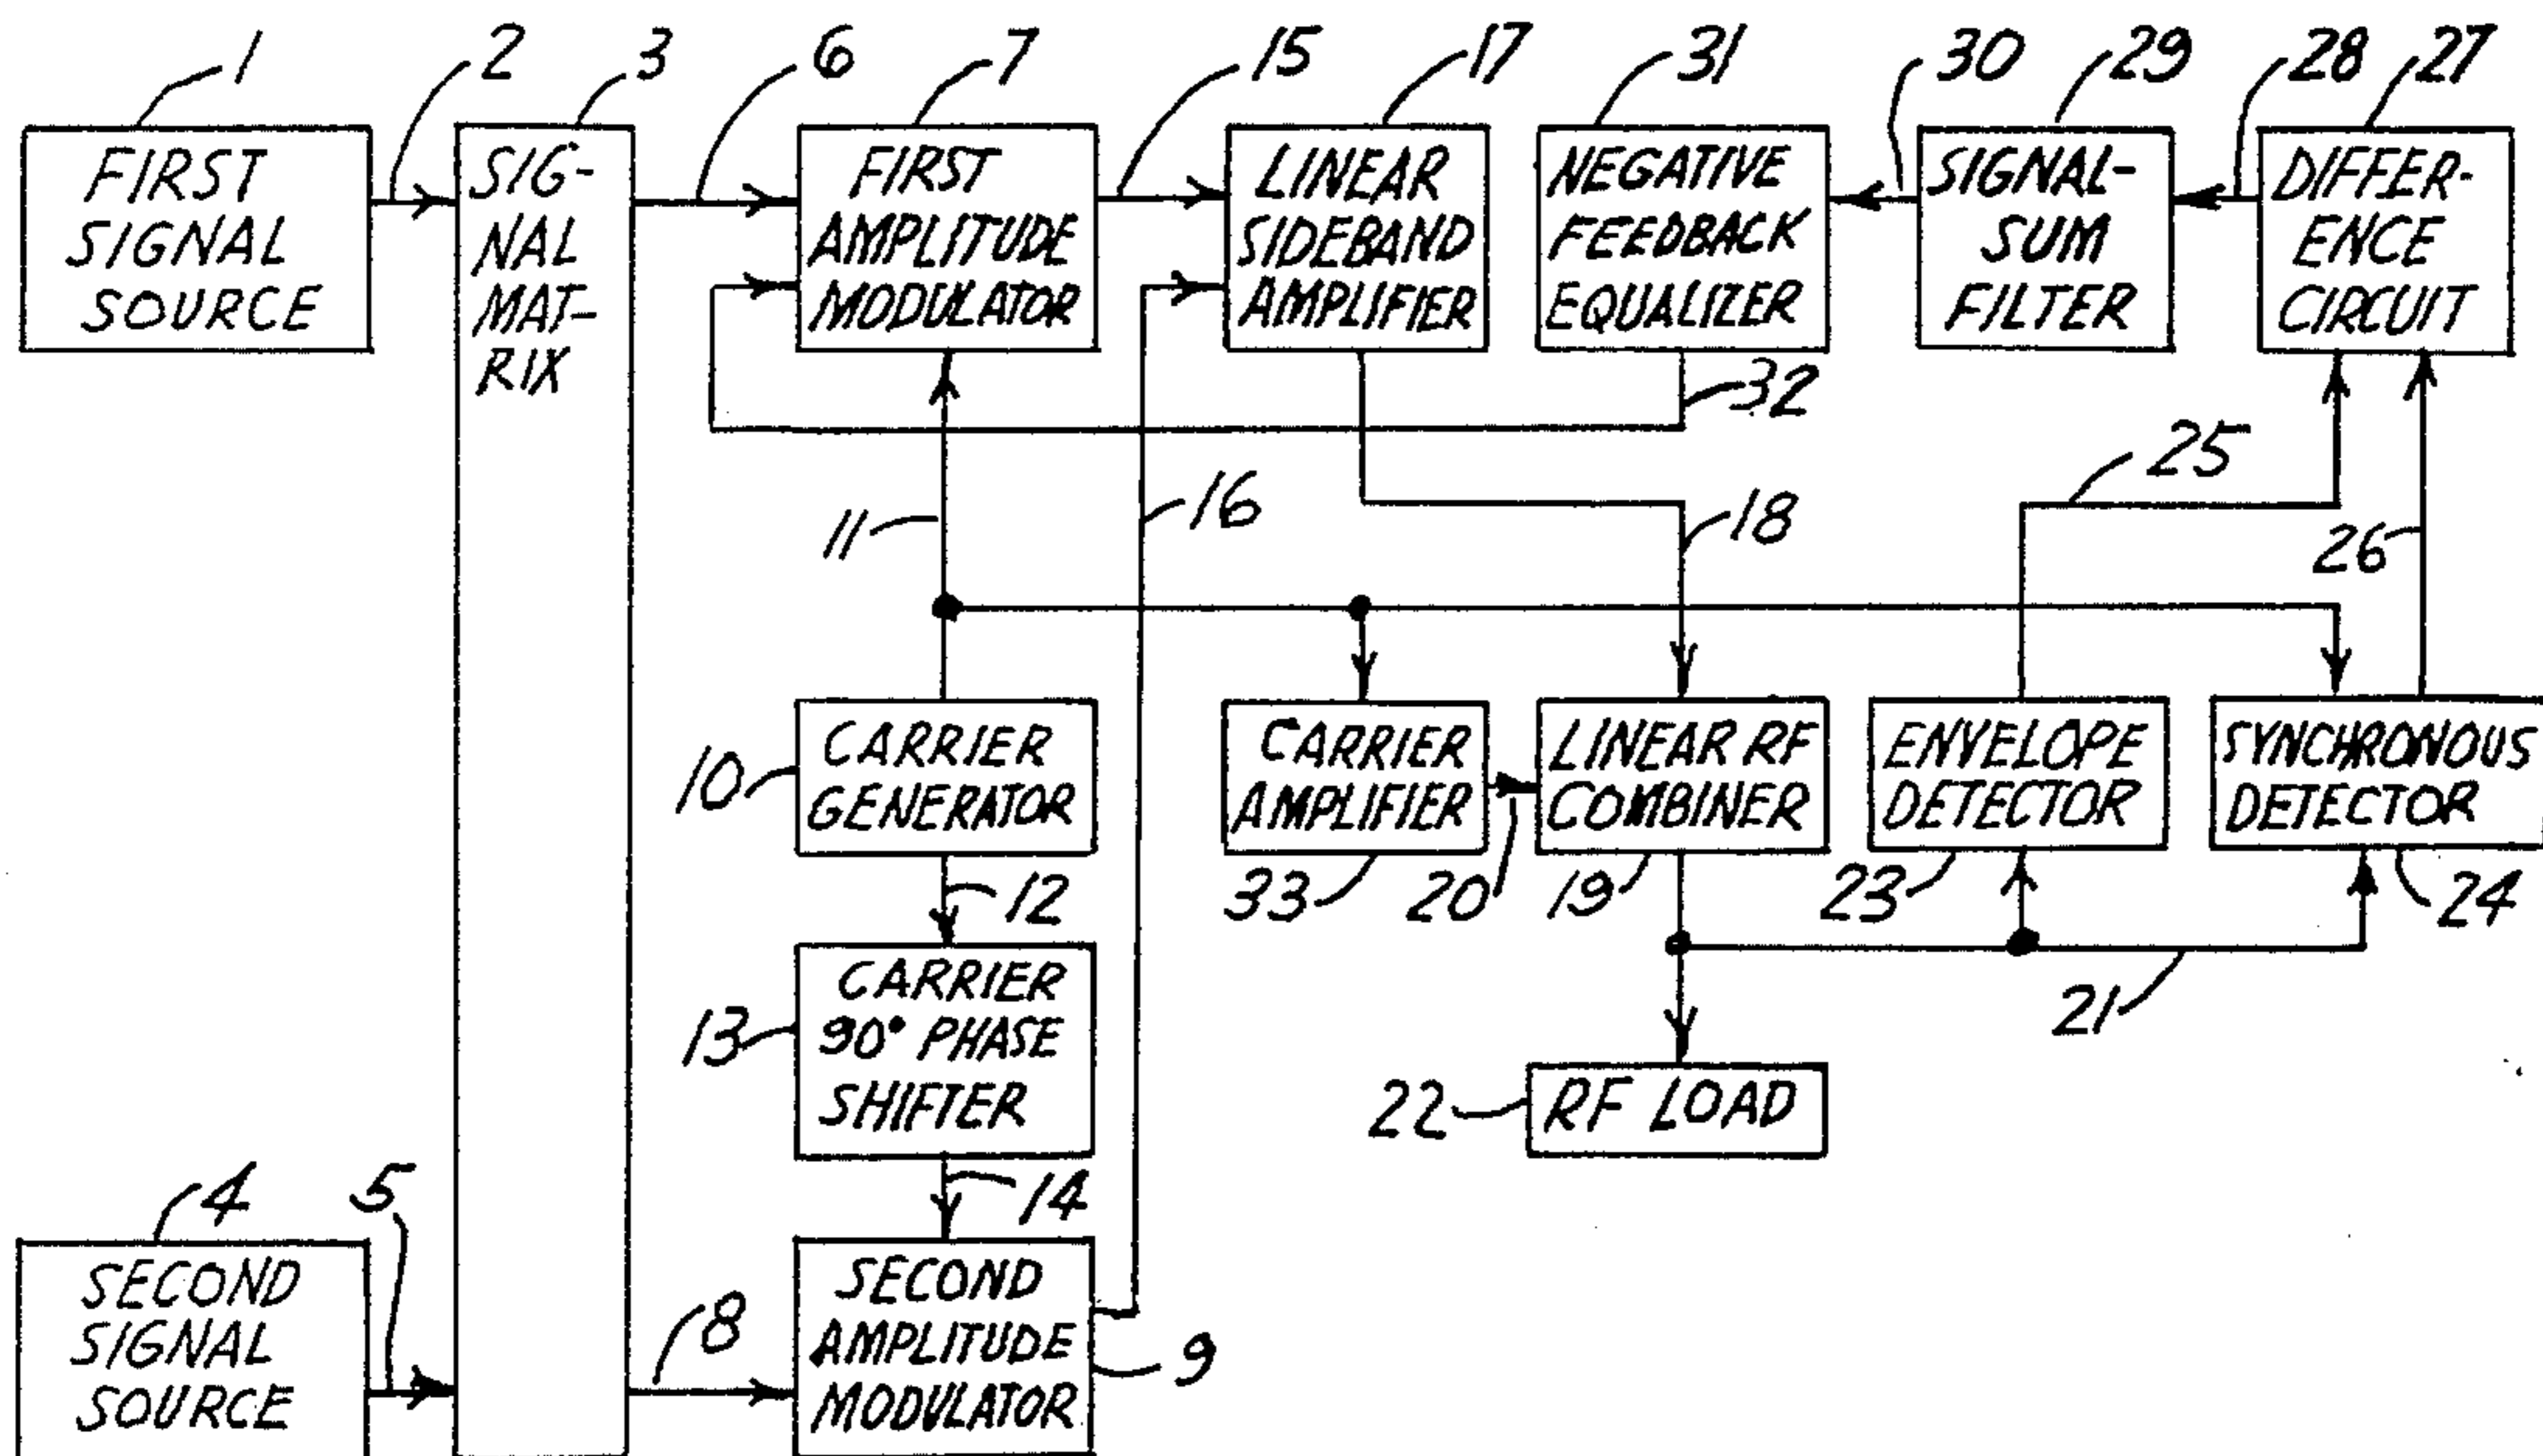 1
2
3
6
7
15
17
31
30
29
28
27
FIRST
SIGNAL
SOURCE
SIG-
NAL
MAT-
RIX
FIRST
AMPLITUDE
MODULATOR
LINEAR
SIDEBAND
AMPLIFIER
NEGATIVE
FEEDBACK
EQUALIZER
SIGNAL-
SUM
FILTER
DIFFER-
ENCE
CIRCUIT
32
25
11
16
18
26
10
CARRIER
GENERATOR
CARRIER
AMPLIFIER
LINEAR RF
COMBINER
ENVELOPE
DETECTOR
SYNCHRONOUS
DETECTOR
12
33
20
19
23
24
13
CARRIER
90° PHASE
SHIFTER
21
22
RF LOAD
14
4
5
SECOND
SIGNAL
SOURCE
8
SECOND
AMPLITUDE
MODULATOR
9